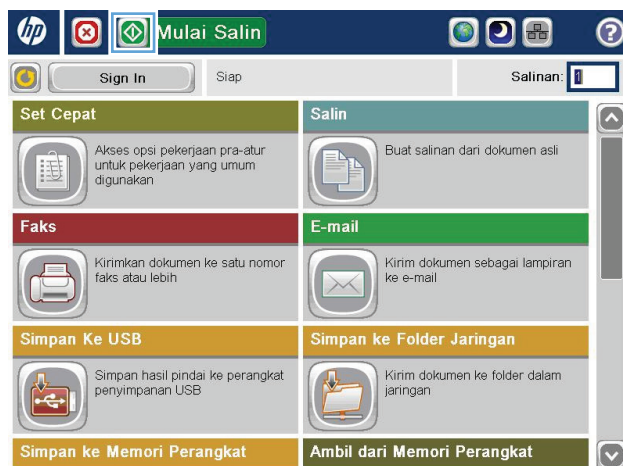 hp
Mulai Salin
?
Sign In
Siap
Salinan: 1
Set Cepat
Akses opsi pekerjaan pra-atur
untuk pekerjaan yang umum
digunakan
Salin
Buat salinan dari dokumen asli
Faks
Kirimkan dokumen ke satu nomor
faks atau lebih
E-mail
Kirim dokumen sebagai lampiran
ke e-mail
Simpan Ke USB
Simpan hasil pindai ke perangkat
penyimpanan USB
Simpan ke Folder Jaringan
Kirim dokumen ke folder dalam
jaringan
Simpan ke Memori Perangkat
Ambil dari Memori Perangkat